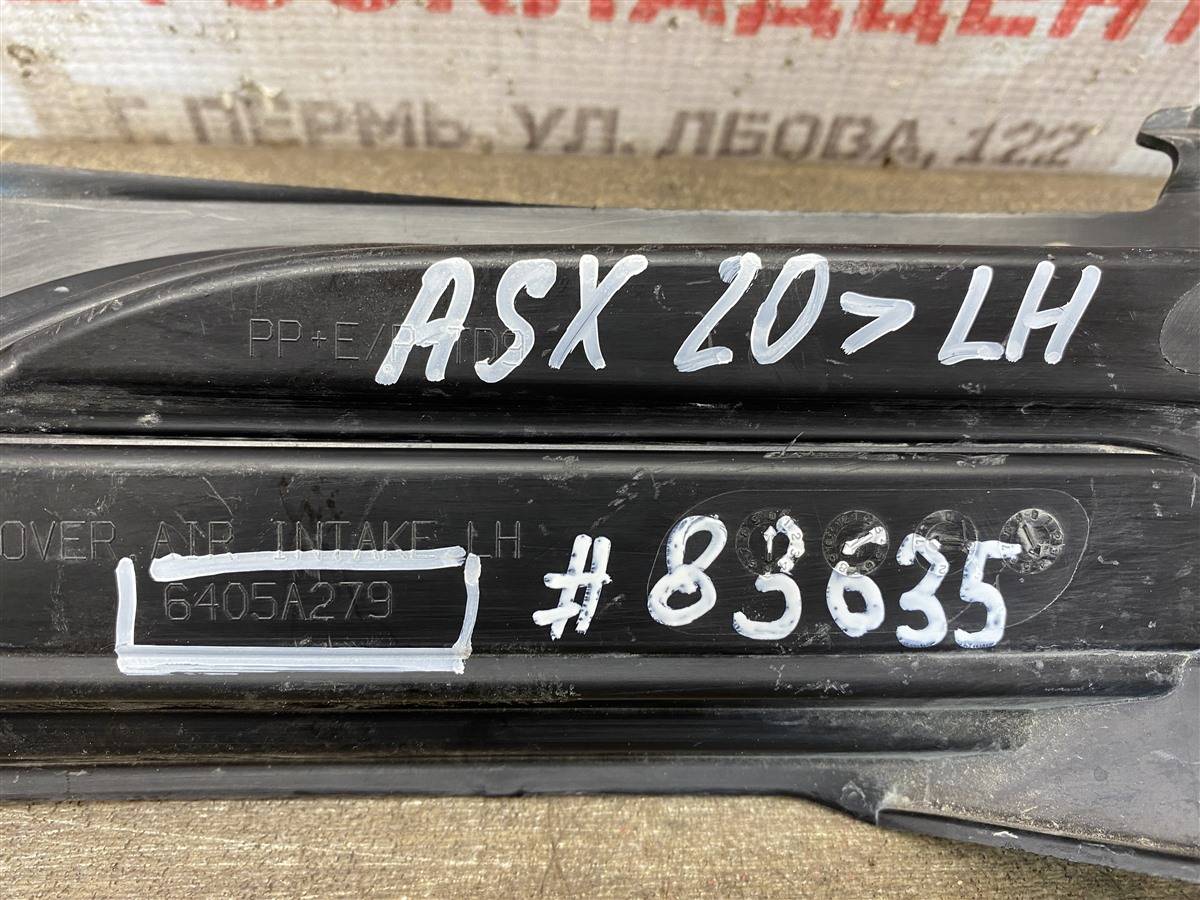 Г. ПЕРМЬ, УЛ. ЛБОВА, 122
ASX 20> LH
PP+E/P TD
OVER AIR INTAKE LH
6405A279
#83635